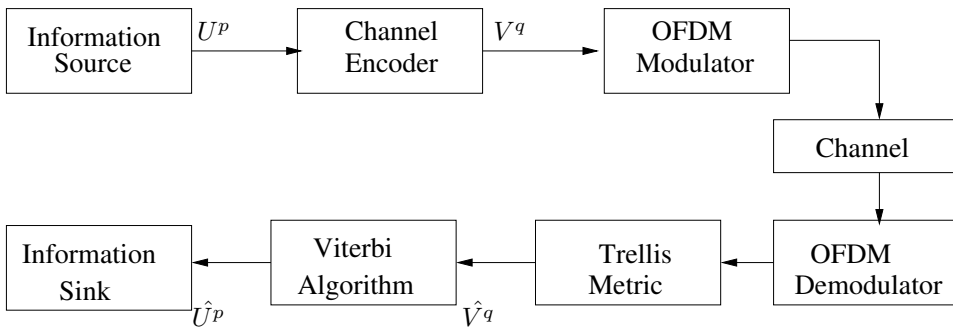 Information
Source
U^p
Channel
Encoder
V^q
OFDM
Modulator
Channel
OFDM
Demodulator
Trellis
Metric
V̂^q
Viterbi
Algorithm
Û^p
Information
Sink